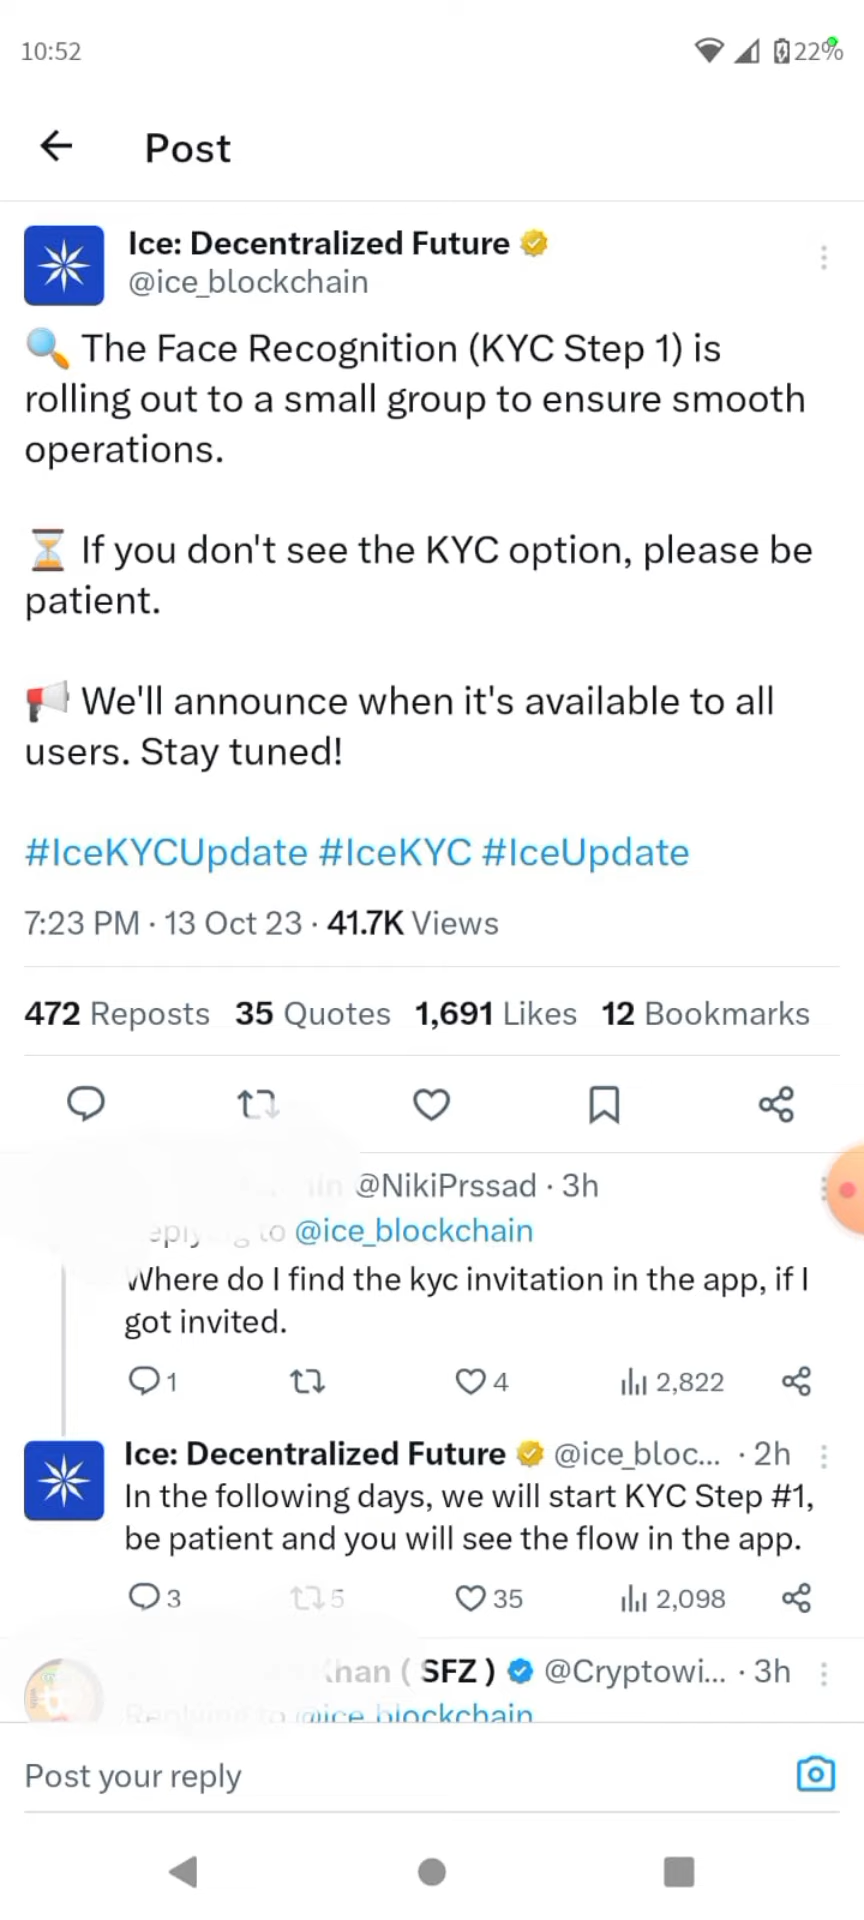 10:52
22%
Post
Ice: Decentralized Future
@ice_blockchain
🔍 The Face Recognition (KYC Step 1) is
rolling out to a small group to ensure smooth
operations.
⏳ If you don't see the KYC option, please be
patient.
📢 We'll announce when it's available to all
users. Stay tuned!
#IceKYCUpdate #IceKYC #IceUpdate
7:23 PM · 13 Oct 23 · 41.7K Views
472 Reposts 35 Quotes 1,691 Likes 12 Bookmarks
@NikiPrssad · 3h
to @ice_blockchain
Where do I find the kyc invitation in the app, if I
got invited.
1 4 2,822
Ice: Decentralized Future @ice_bloc... · 2h
In the following days, we will start KYC Step #1,
be patient and you will see the flow in the app.
3 5 35 2,098
(SFZ) @Cryptowi... · 3h
Replying to @ice_blockchain
Post your reply